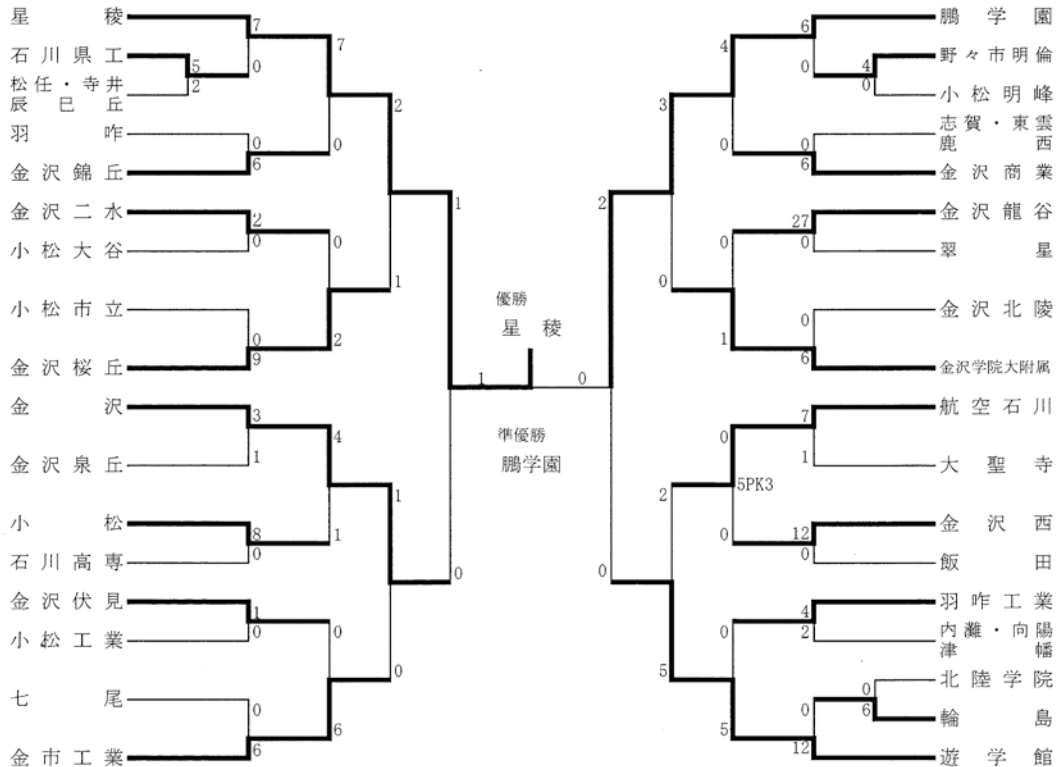 星稜
7
石川県工
5
0
松任・寺井
辰巳丘
2
7
羽咋
0
金沢錦丘
6
0
2
金沢二水
2
小松大谷
0
0
小松市立
0
金沢桜丘
9
2
1
1
金沢
3
金沢泉丘
1
4
小松
8
石川高専
0
1
1
金沢伏見
1
小松工業
0
0
七尾
0
金市工業
6
6
0
0
優勝
星稜
1
0
準優勝
鵬学園
鵬学園
6
野々市明倫
4
0
小松明峰
0
4
志賀・東雲
鹿西
0
金沢商業
6
0
3
金沢龍谷
27
翠星
0
0
金沢北陵
0
金沢学院大附属
6
1
0
2
航空石川
7
大聖寺
1
0
5PK3
金沢西
12
飯田
0
0
2
羽咋工業
4
内灘・向陽
津幡
2
0
北陸学院
0
輪島
6
0
遊学館
12
5
5
0